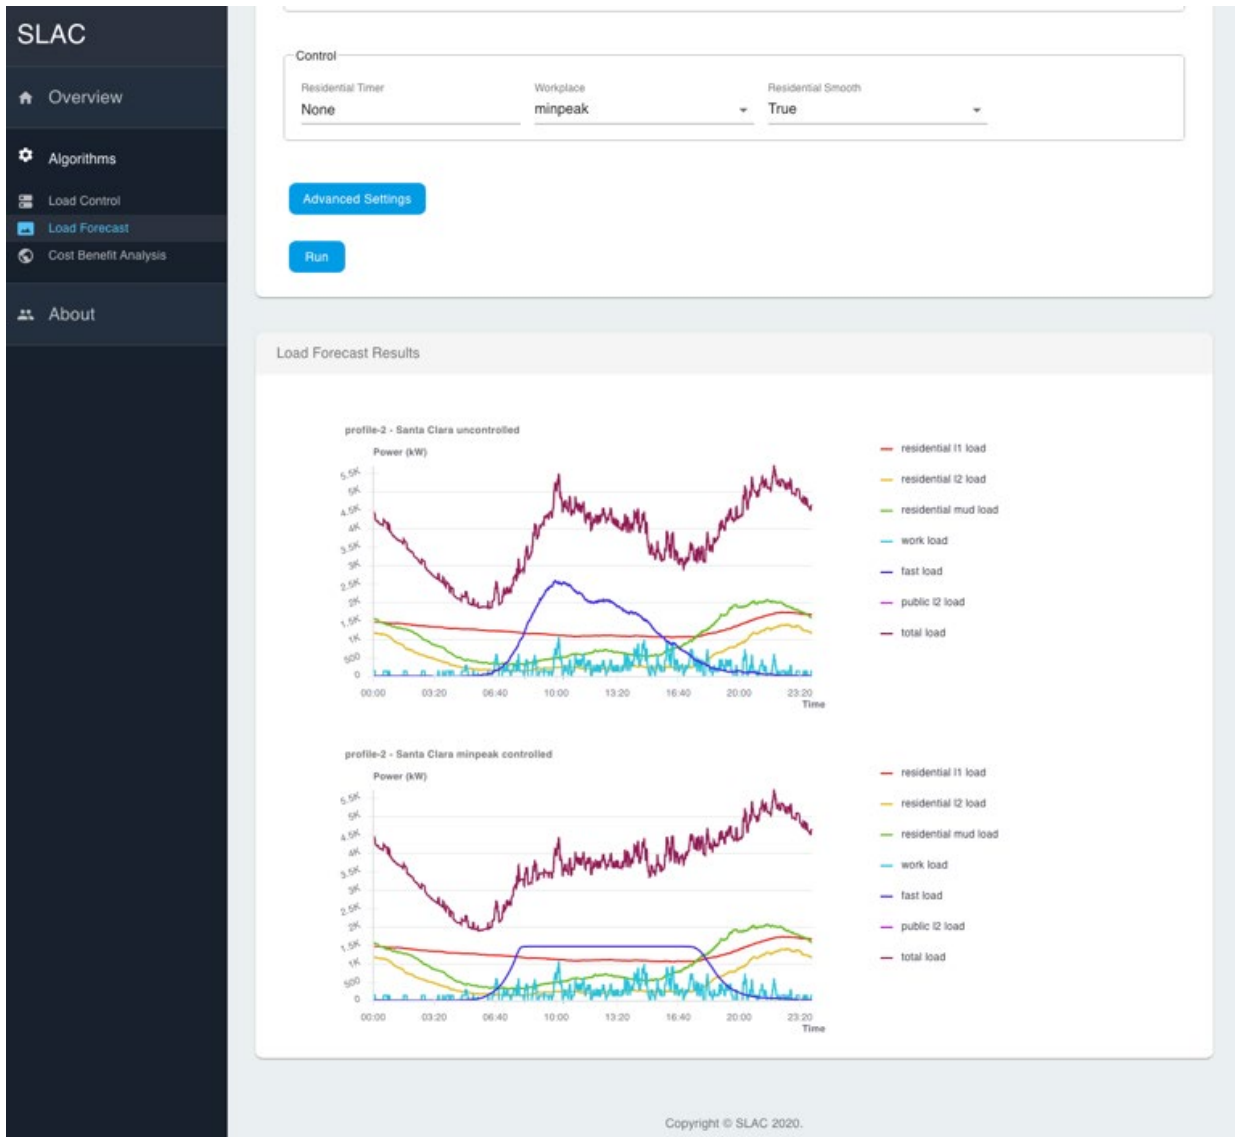 SLAC
Overview
Algorithms
Load Control
Load Forecast
Cost Benefit Analysis
About
Control
Residential Timer
None
Workplace
minpeak
Residential Smooth
True
Advanced Settings
Run
Load Forecast Results
profile-2 - Santa Clara uncontrolled
Power (kW)
5.5K
5K
4.5K
4K
3.5K
3K
2.5K
2K
1.5K
1K
500
0
00:00 03:20 06:40 10:00 13:20 16:40 20:00 23:20
Time
residential l1 load
residential l2 load
residential mud load
work load
fast load
public l2 load
total load
profile-2 - Santa Clara minpeak controlled
Power (kW)
5.5K
5K
4.5K
4K
3.5K
3K
2.5K
2K
1.5K
1K
500
0
00:00 03:20 06:40 10:00 13:20 16:40 20:00 23:20
Time
residential l1 load
residential l2 load
residential mud load
work load
fast load
public l2 load
total load
Copyright © SLAC 2020.